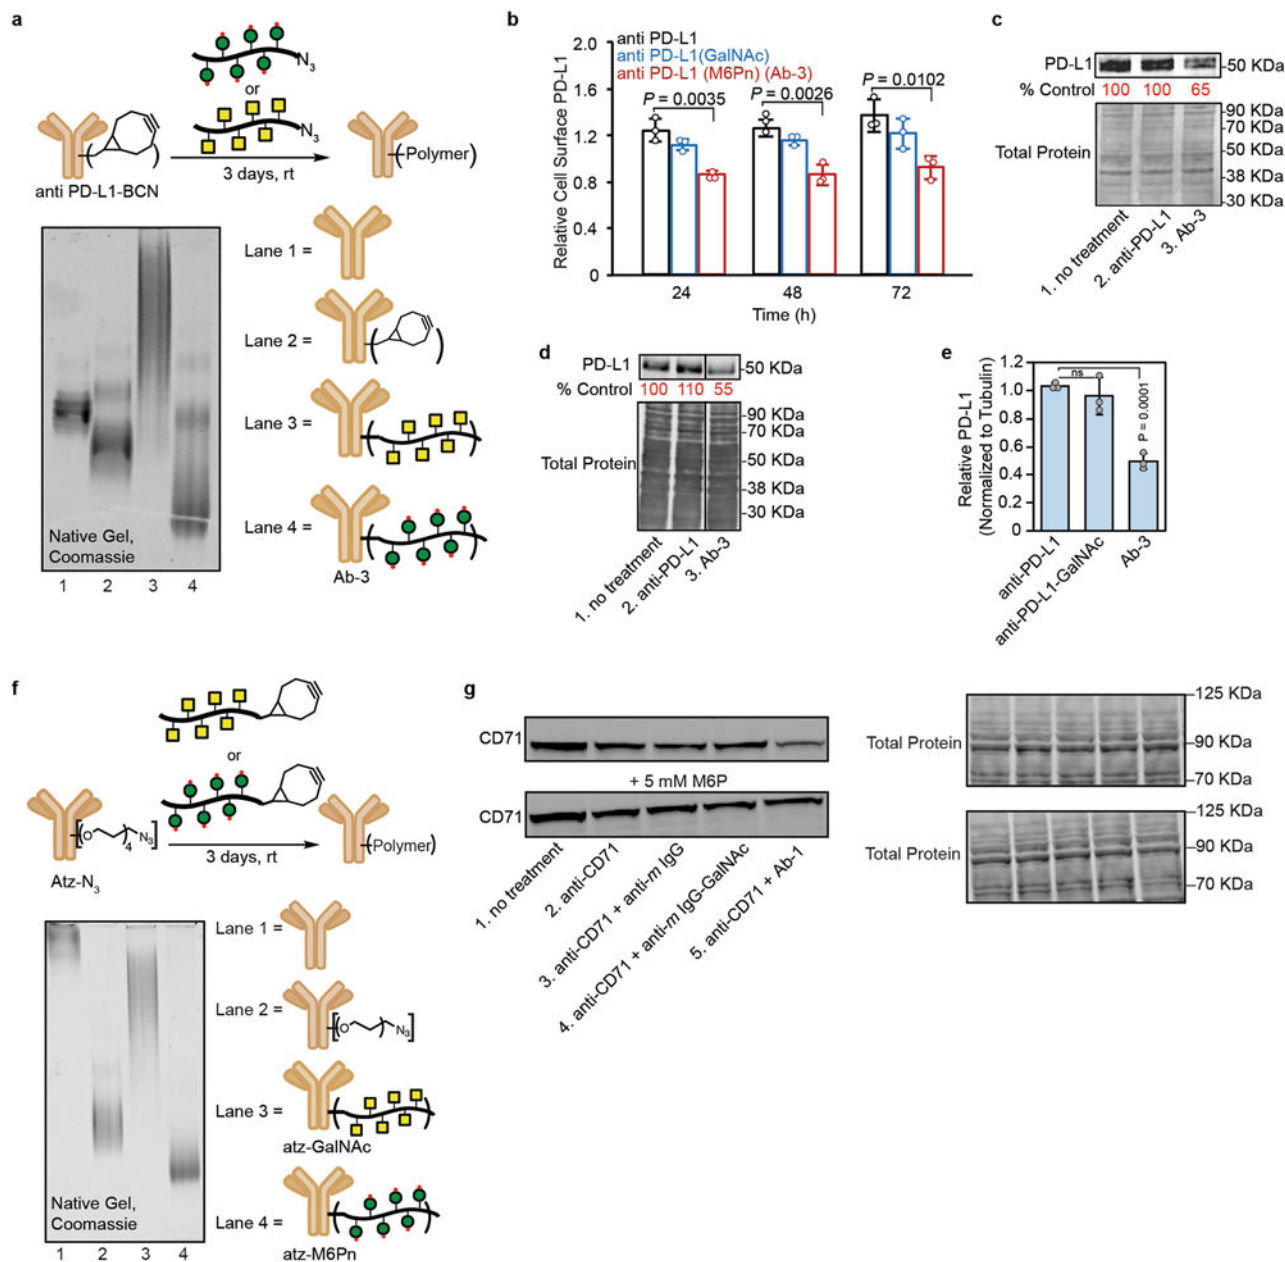 a
N3
or
N3
3 days, rt
(Polymer)
anti PD-L1-BCN
Lane 1 =
Lane 2 =
Lane 3 =
Lane 4 =
Ab-3
Native Gel,
Coomassie
1 2 3 4
b
2.0
1.6
1.2
0.8
0.4
0
Relative Cell Surface PD-L1
anti PD-L1
anti PD-L1(GalNAc)
anti PD-L1 (M6Pn) (Ab-3)
P = 0.0035
P = 0.0026
P = 0.0102
24 48 72
Time (h)
c
PD-L1
50 KDa
% Control 100 100 65
Total Protein
90 KDa
70 KDa
50 KDa
38 KDa
30 KDa
1. no treatment
2. anti-PD-L1
3. Ab-3
d
PD-L1
50 KDa
% Control 100 110 55
Total Protein
90 KDa
70 KDa
50 KDa
38 KDa
30 KDa
1. no treatment
2. anti-PD-L1
3. Ab-3
e
Relative PD-L1
(Normalized to Tubulin)
1.2
1.0
0.8
0.6
0.4
0.2
0
ns
P = 0.0001
anti-PD-L1
anti-PD-L1-GalNAc
Ab-3
f
or
(O )4 N3
3 days, rt
(Polymer)
Atz-N3
Lane 1 =
Lane 2 =
(O ) N3
Lane 3 =
atz-GalNAc
Lane 4 =
atz-M6Pn
Native Gel,
Coomassie
1 2 3 4
g
CD71
+ 5 mM M6P
CD71
1. no treatment
2. anti-CD71
3. anti-CD71 + anti-m IgG
4. anti-CD71 + anti-m IgG-GalNAc
5. anti-CD71 + Ab-1
Total Protein
125 KDa
90 KDa
70 KDa
Total Protein
125 KDa
90 KDa
70 KDa